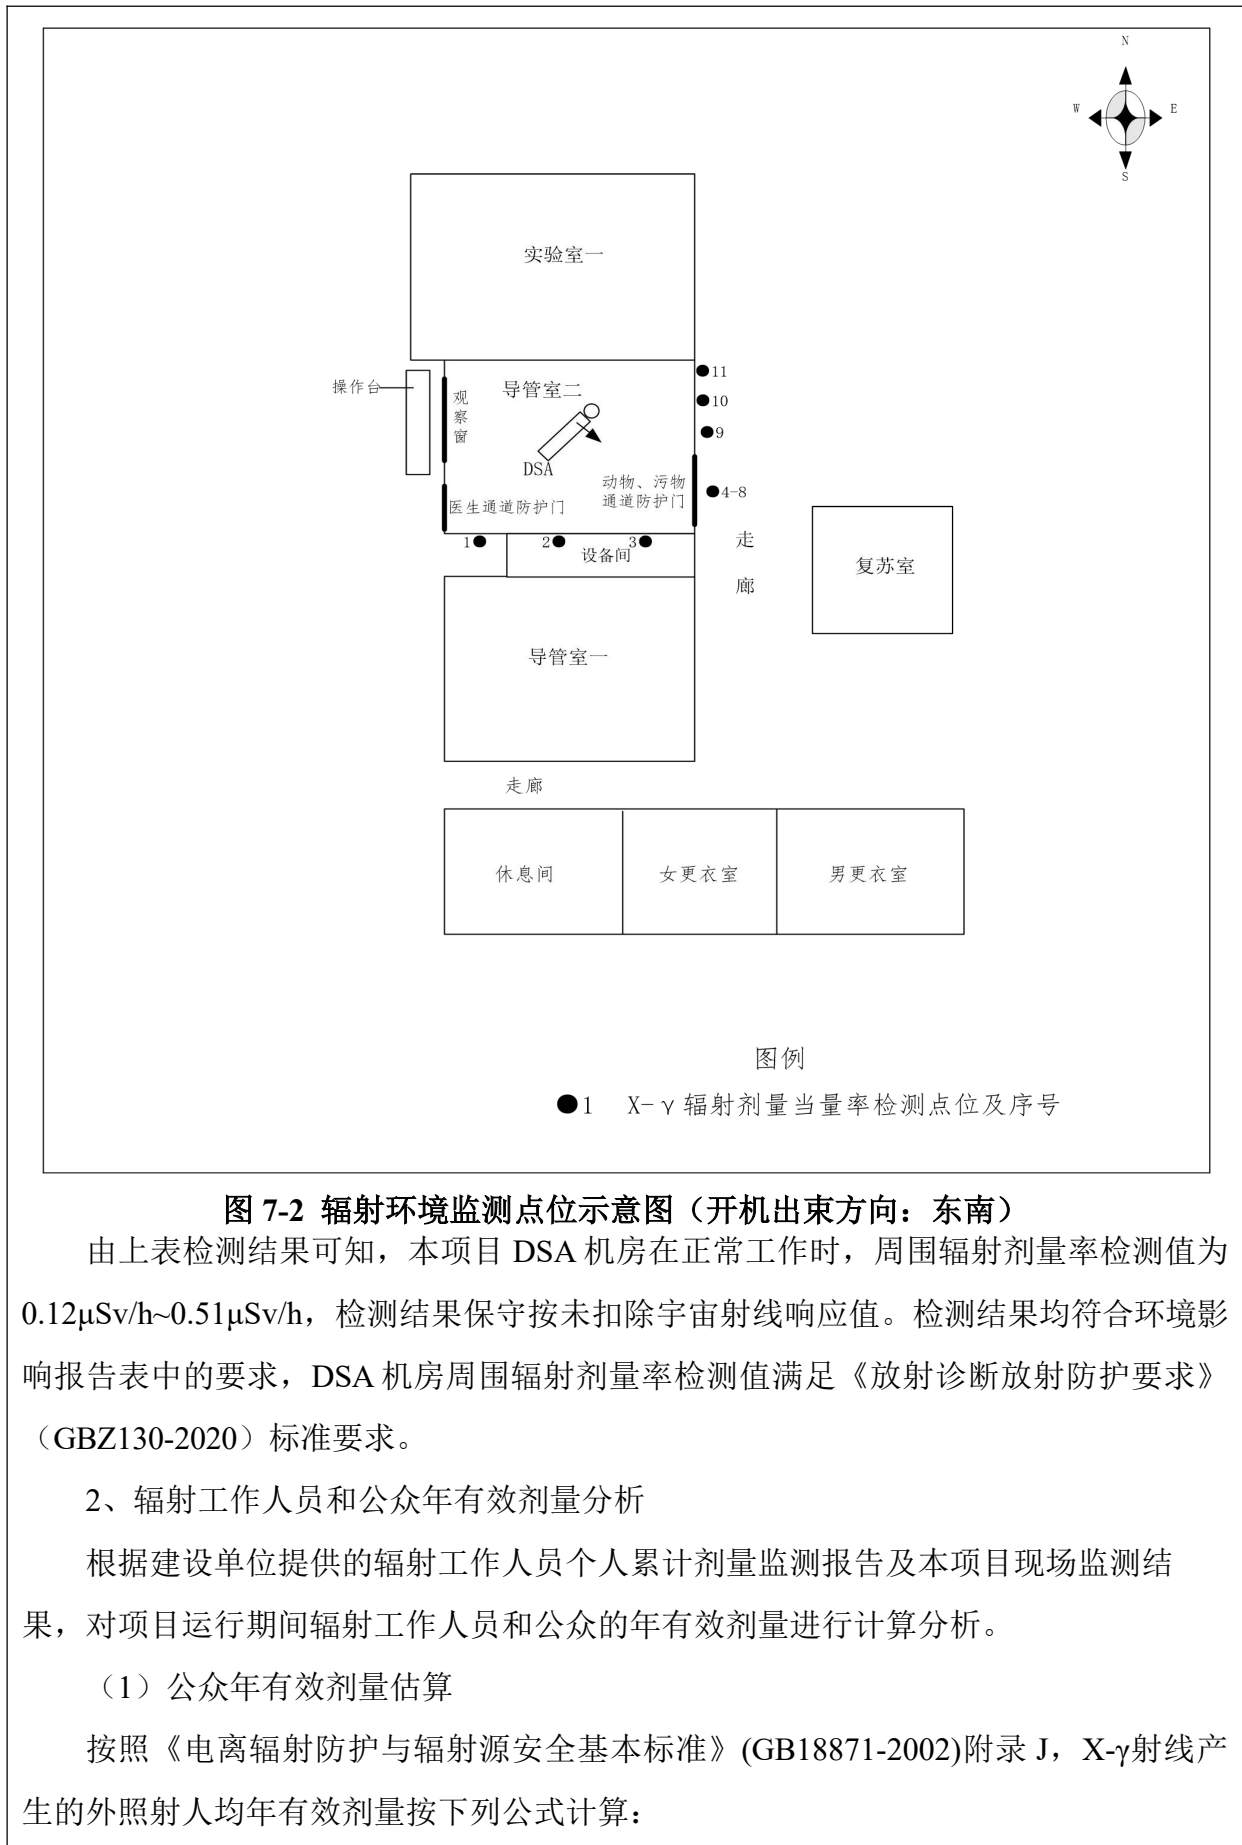 N
W E
S
实验室一
操作台
观察窗
导管室二
11
10
9
DSA
动物、污物
通道防护门
4-8
医生通道防护门
1
2
3
设备间
走廊
复苏室
导管室一
走廊
休息间
女更衣室
男更衣室
图例
1 X-γ辐射剂量当量率检测点位及序号
图 7-2 辐射环境监测点位示意图（开机出束方向：东南）
由上表检测结果可知，本项目 DSA 机房在正常工作时，周围辐射剂量率检测值为
0.12μSv/h~0.51μSv/h，检测结果保守按未扣除宇宙射线响应值。检测结果均符合环境影
响报告表中的要求，DSA 机房周围辐射剂量率检测值满足《放射诊断放射防护要求》
（GBZ130-2020）标准要求。
2、辐射工作人员和公众年有效剂量分析
根据建设单位提供的辐射工作人员个人累计剂量监测报告及本项目现场监测结
果，对项目运行期间辐射工作人员和公众的年有效剂量进行计算分析。
（1）公众年有效剂量估算
按照《电离辐射防护与辐射源安全基本标准》(GB18871-2002)附录 J，X-γ射线产
生的外照射人均年有效剂量按下列公式计算：